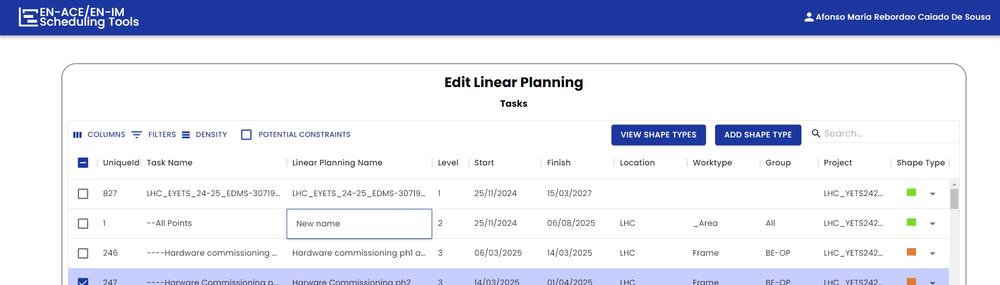 EN-ACE/EN-IM
Scheduling Tools
Afonso Maria Rebordao Caiado De Sousa
Edit Linear Planning
Tasks
COLUMNS FILTERS DENSITY POTENTIAL CONSTRAINTS VIEW SHAPE TYPES ADD SHAPE TYPE Search...
UniqueId Task Name Linear Planning Name Level Start Finish Location Worktype Group Project Shape Type
827 LHC_EYETS_24-25_EDMS-30719... LHC_EYETS_24-25_EDMS-30719... 1 25/11/2024 15/03/2027 LHC_YETS242...
1 --All Points New name 2 25/11/2024 06/08/2025 LHC _Area All LHC_YETS242...
246 ----Hardware commissioning ... Hardware commissioning ph1 a... 3 06/03/2025 14/03/2025 LHC Frame BE-OP LHC_YETS242...
247 ----Harware Commissioning p... Harware Commissioning ph2 3 14/03/2025 01/04/2025 LHC Frame BE-OP LHC_YETS242...